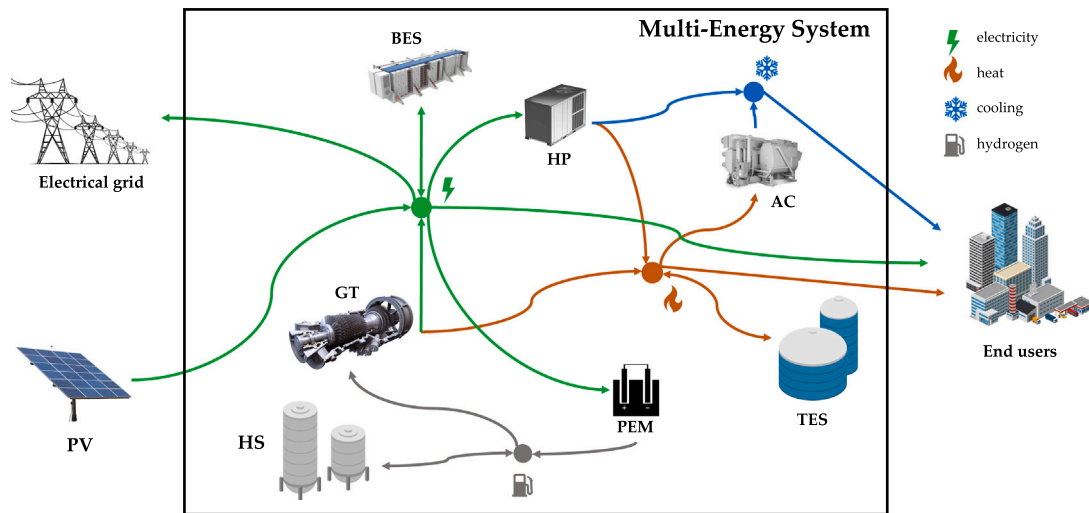 Multi-Energy System
BES
electricity
heat
cooling
hydrogen
HP
Electrical grid
AC
GT
End users
PV
HS
PEM
TES
+ −